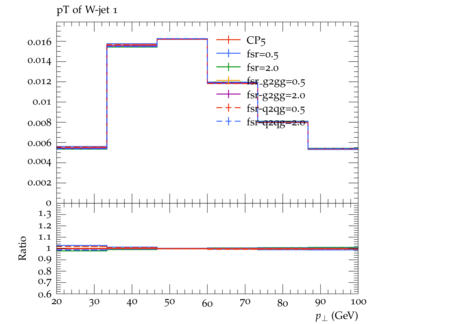 pT of W-jet 1
0.016
0.014
0.012
0.01
0.008
0.006
0.004
0.002
0
CP5
fsr=0.5
fsr=2.0
fsr-g2gg=0.5
fsr-g2gg=2.0
fsr-q2qg=0.5
fsr-q2qg=2.0
Ratio
1.3
1.2
1.1
1
0.9
0.8
0.7
0.6
20 30 40 50 60 70 80 90 100
p⊥ (GeV)